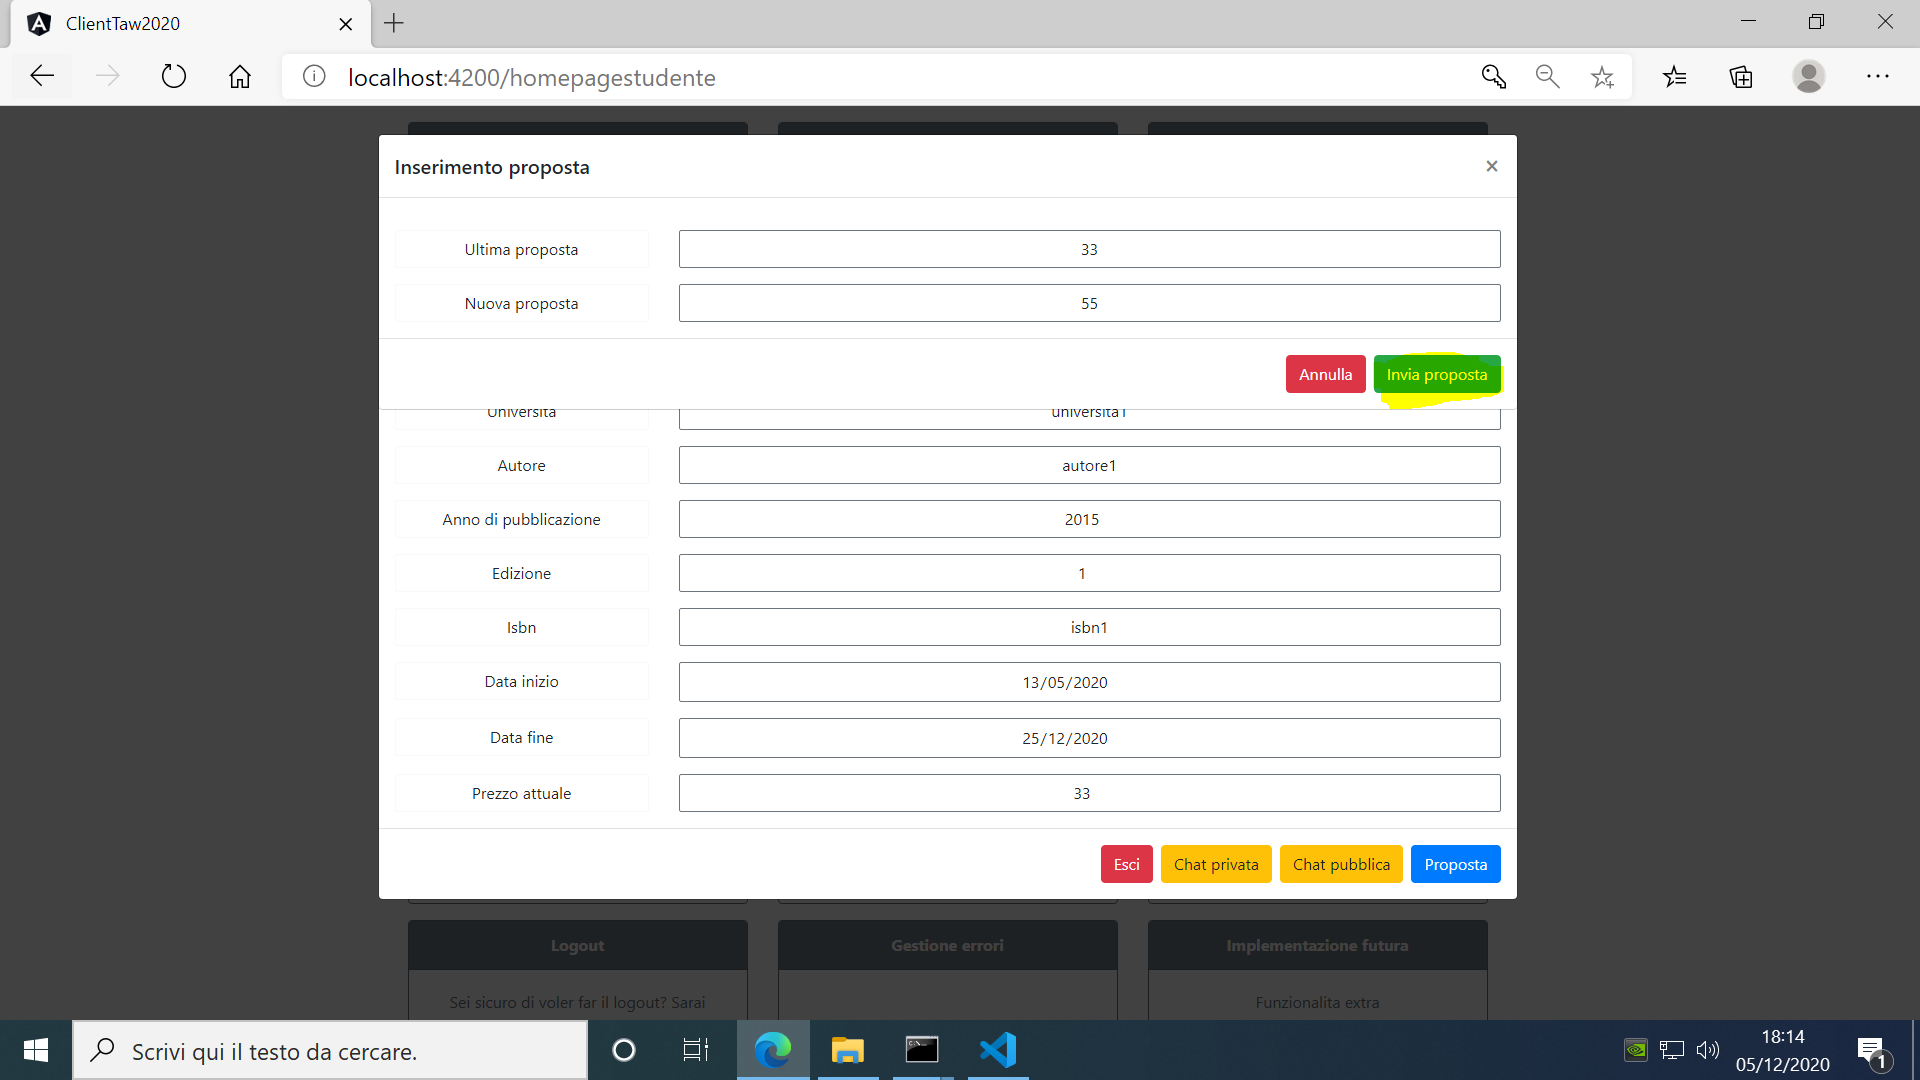 ClientTaw2020
localhost:4200/homepagestudente
Inserimento proposta
×
Ultima proposta 33
Nuova proposta 55
Annulla Invia proposta
Università università1
Autore autore1
Anno di pubblicazione 2015
Edizione 1
Isbn isbn1
Data inizio 13/05/2020
Data fine 25/12/2020
Prezzo attuale 33
Esci Chat privata Chat pubblica Proposta
Logout Gestione errori Implementazione futura
Sei sicuro di voler far il logout? Sarai Funzionalita extra
Scrivi qui il testo da cercare.
18:14
05/12/2020
1